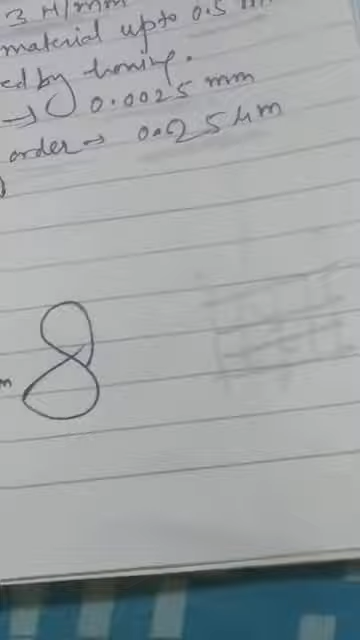 3 N/mm
material upto 0.5
ed by honing.
→ 0.0025 mm
order → 0.25 μm
m 8